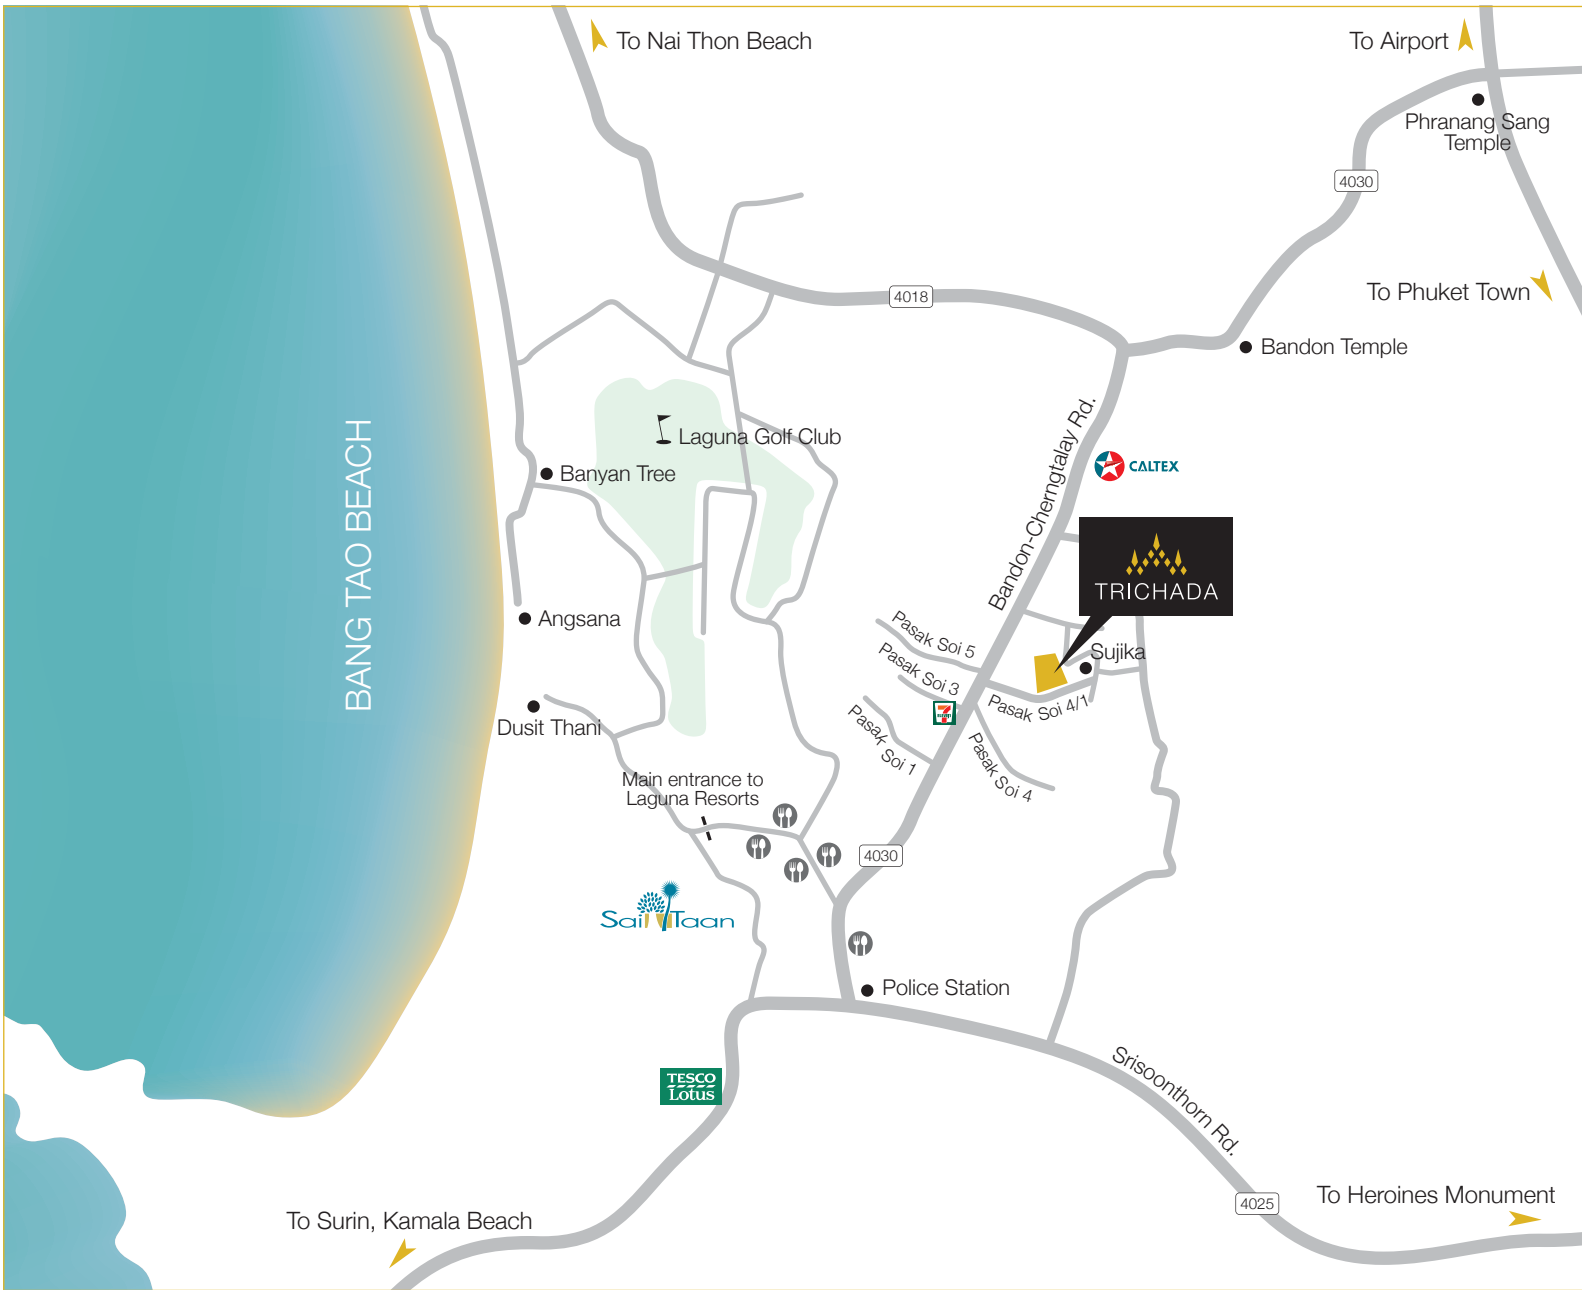 To Nai Thon Beach
To Airport
Phranang Sang
Temple
4030
To Phuket Town
4018
Bandon Temple
Laguna Golf Club
Banyan Tree
BANG TAO BEACH
Bandon-Cherngtalay Rd.
CALTEX
TRICHADA
Angsana
Pasak Soi 5
Sujika
Pasak Soi 3
Pasak Soi 4/1
7
ELEVEN
Dusit Thani
Pasak Soi 1
Pasak Soi 4
Main entrance to
Laguna Resorts
4030
Sai Taan
Police Station
TESCO
Lotus
Srisoonthorn Rd.
4025
To Heroines Monument
To Surin, Kamala Beach